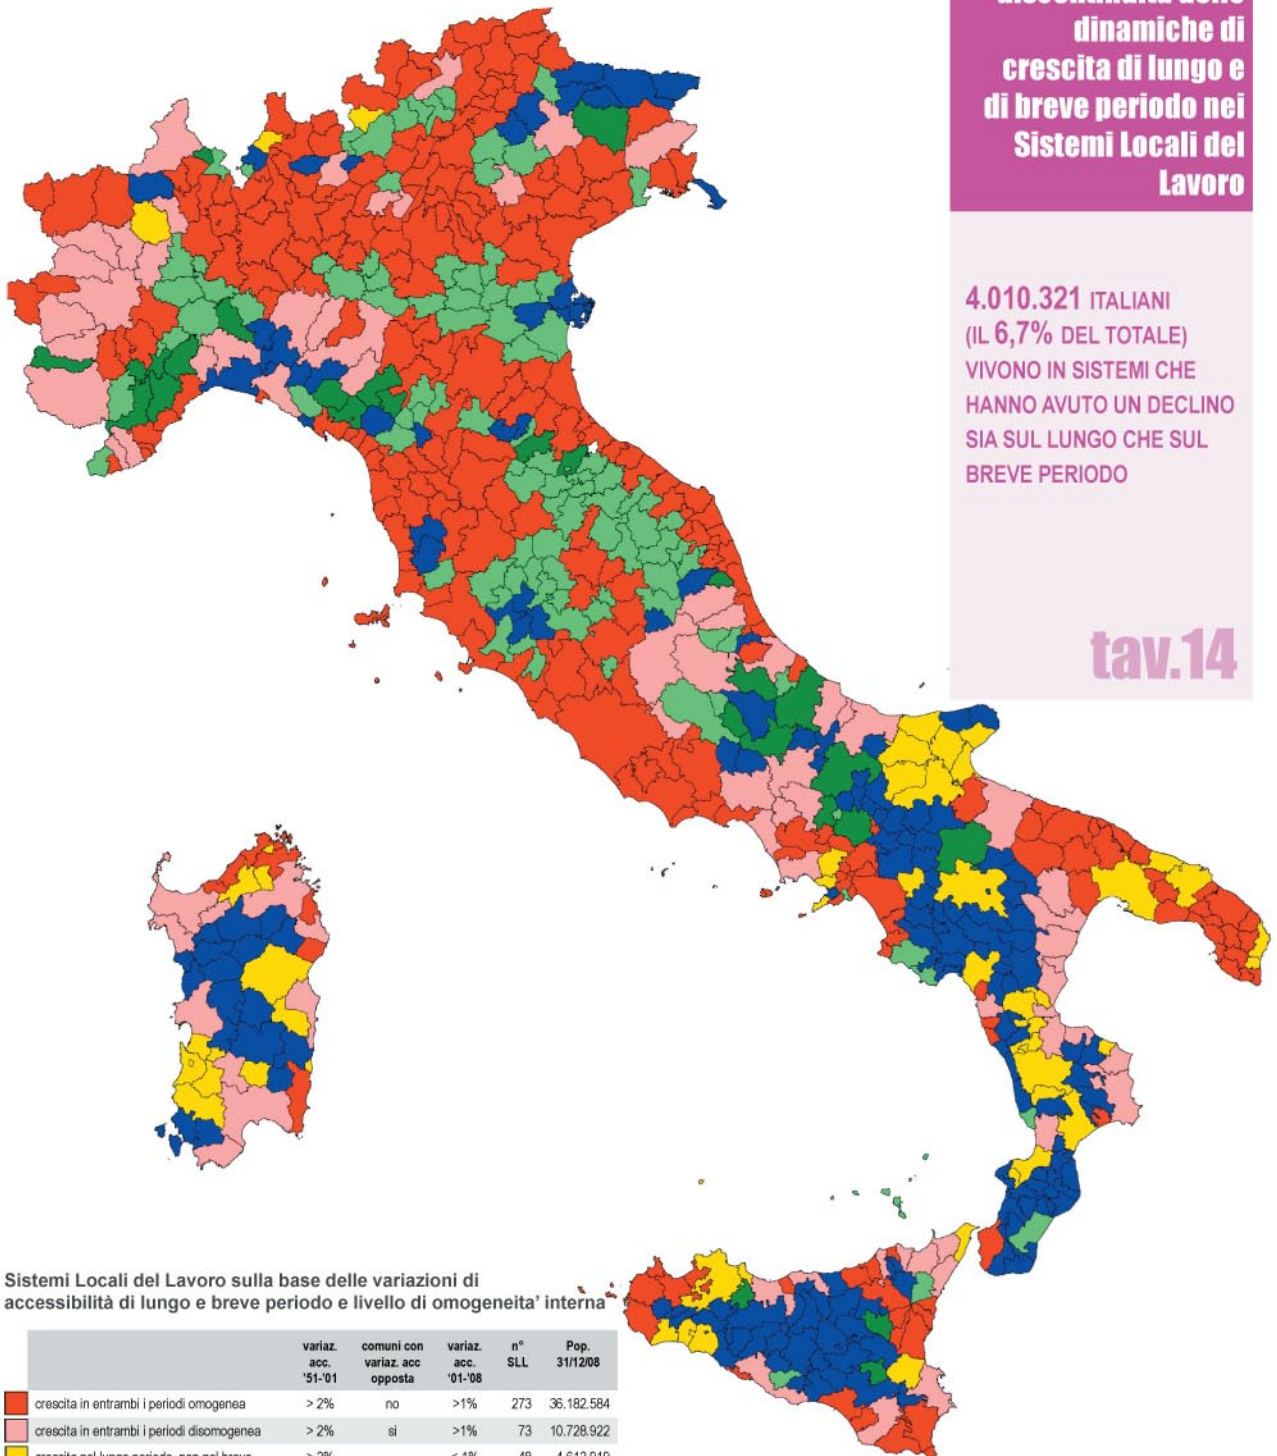 dinamiche di
crescita di lungo e
di breve periodo nei
Sistemi Locali del
Lavoro
4.010.321 ITALIANI
(IL 6,7% DEL TOTALE)
VIVONO IN SISTEMI CHE
HANNO AVUTO UN DECLINO
SIA SUL LUNGO CHE SUL
BREVE PERIODO
tav.14
Sistemi Locali del Lavoro sulla base delle variazioni di
accessibilità di lungo e breve periodo e livello di omogeneita' interna
variaz. acc. '51-'01 comuni con variaz. acc opposta variaz. acc. '01-'08 n° SLL Pop. 31/12/08
crescita in entrambi i periodi omogenea > 2% no >1% 273 36.182.584
crescita in entrambi i periodi disomogenea > 2% si >1% 73 10.728.922